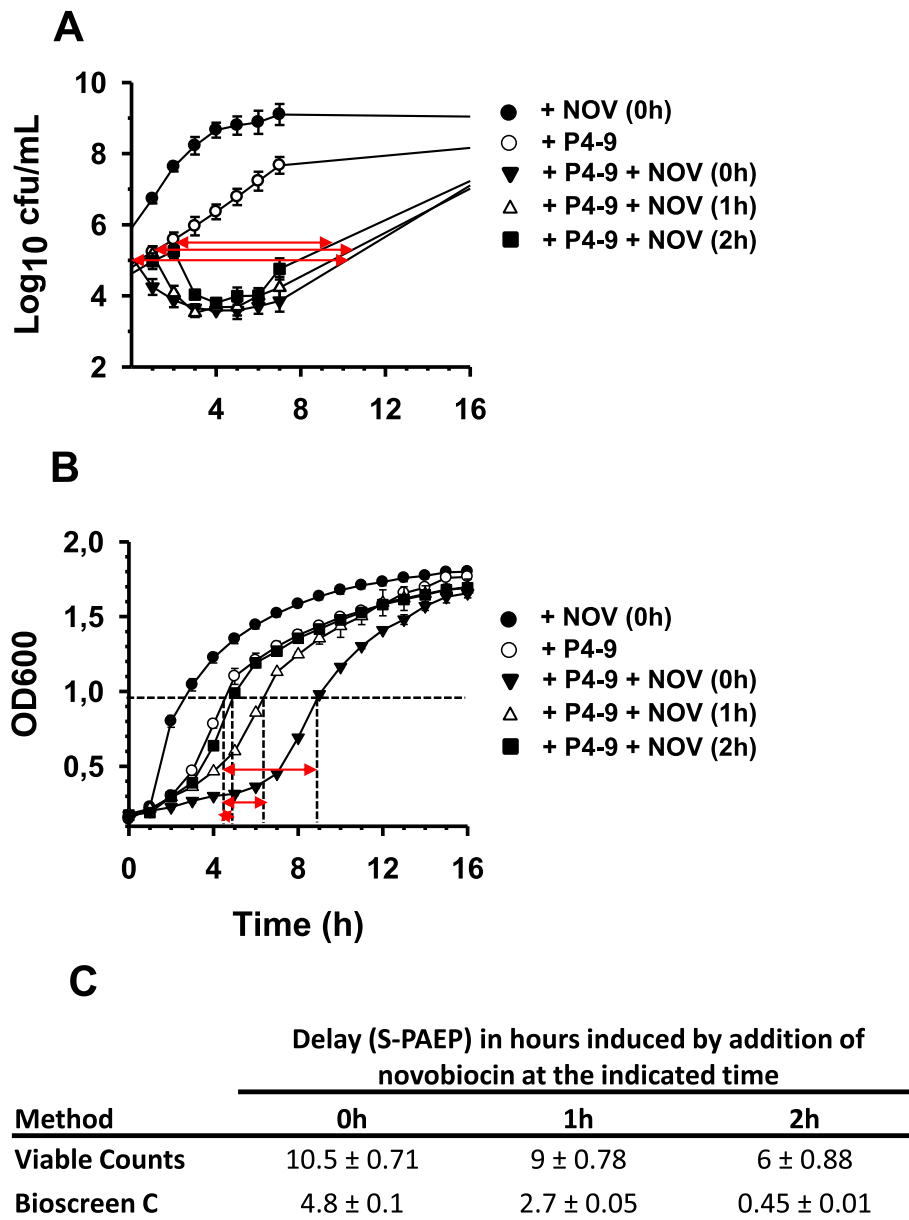 A
Log10 cfu/mL
10
8
6
4
2
4
8
12
16
+ NOV (0h)
+ P4-9
+ P4-9 + NOV (0h)
+ P4-9 + NOV (1h)
+ P4-9 + NOV (2h)
B
OD600
2,0
1,5
1,0
0,5
0
4
8
12
16
Time (h)
+ NOV (0h)
+ P4-9
+ P4-9 + NOV (0h)
+ P4-9 + NOV (1h)
+ P4-9 + NOV (2h)
C
Delay (S-PAEP) in hours induced by addition of
novobiocin at the indicated time
Method 0h 1h 2h
Viable Counts 10.5 ± 0.71 9 ± 0.78 6 ± 0.88
Bioscreen C 4.8 ± 0.1 2.7 ± 0.05 0.45 ± 0.01